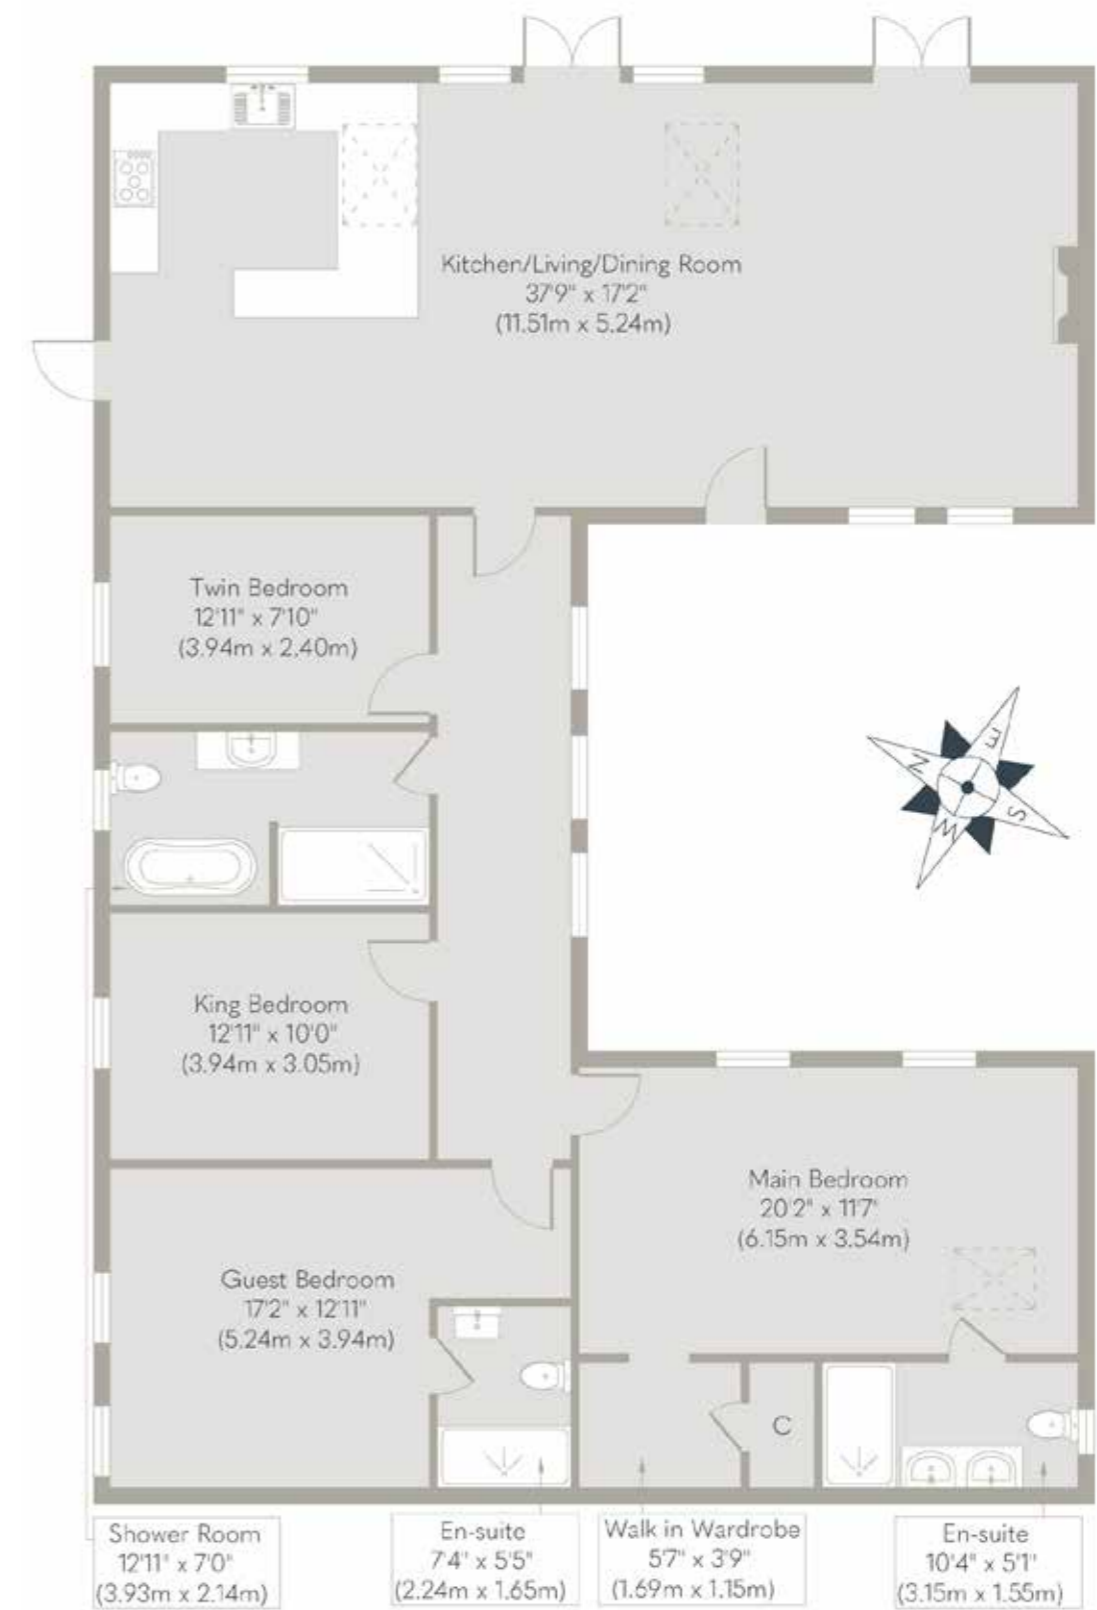 Kitchen/Living/Dining Room
37'9" x 17'2"
(11.51m x 5.24m)
Twin Bedroom
12'11" x 7'10"
(3.94m x 2.40m)
N
E
S
W
King Bedroom
12'11" x 10'0"
(3.94m x 3.05m)
Main Bedroom
20'2" x 11'7"
(6.15m x 3.54m)
Guest Bedroom
17'2" x 12'11"
(5.24m x 3.94m)
C
Shower Room
12'11" x 7'0"
(3.93m x 2.14m)
En-suite
7'4" x 5'5"
(2.24m x 1.65m)
Walk in Wardrobe
5'7" x 3'9"
(1.69m x 1.15m)
En-suite
10'4" x 5'1"
(3.15m x 1.55m)